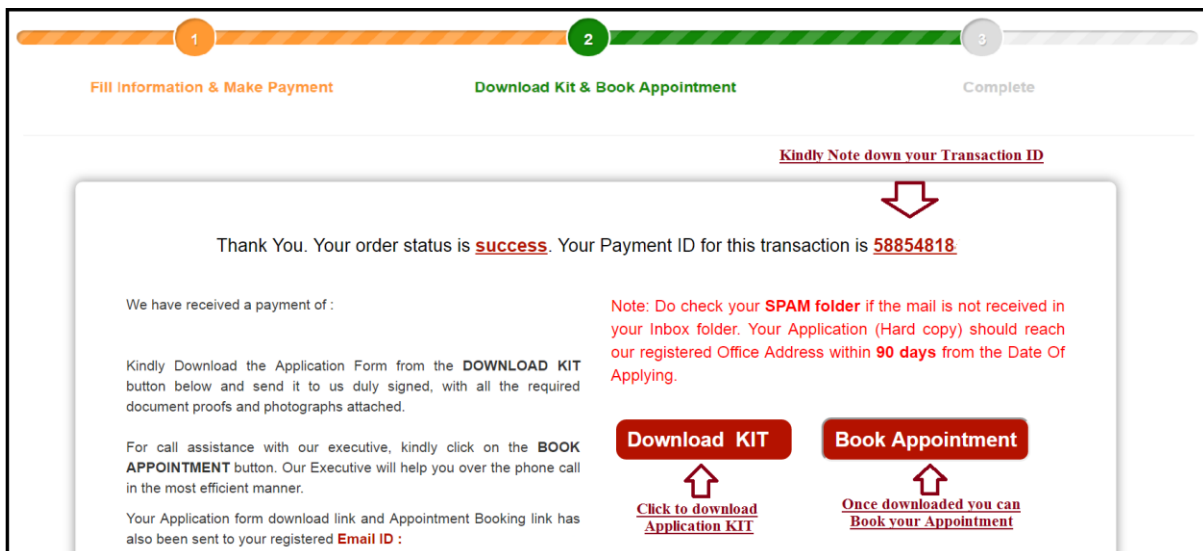 1
2
3
Fill Information & Make Payment
Download Kit & Book Appointment
Complete
Kindly Note down your Transaction ID
Thank You. Your order status is success. Your Payment ID for this transaction is 58854818
We have received a payment of :
Kindly Download the Application Form from the DOWNLOAD KIT
button below and send it to us duly signed, with all the required
document proofs and photographs attached.
For call assistance with our executive, kindly click on the BOOK
APPOINTMENT button. Our Executive will help you over the phone call
in the most efficient manner.
Your Application form download link and Appointment Booking link has
also been sent to your registered Email ID :
Note: Do check your SPAM folder if the mail is not received in
your Inbox folder. Your Application (Hard copy) should reach
our registered Office Address within 90 days from the Date Of
Applying.
Download KIT
Book Appointment
Click to download
Application KIT
Once downloaded you can
Book your Appointment